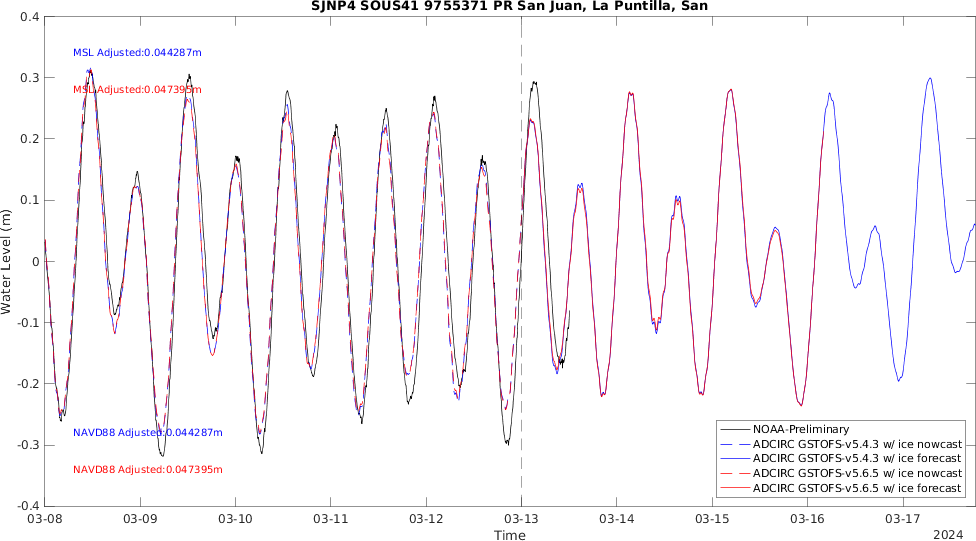 SJNP4 SOUS41 9755371 PR San Juan, La Puntilla, San
0.4
0.3
0.2
0.1
0
-0.1
-0.2
-0.3
-0.4
Water Level (m)
MSL Adjusted:0.044287m
MSL Adjusted:0.047395m
NAVD88 Adjusted:0.044287m
NAVD88 Adjusted:0.047395m
NOAA-Preliminary
ADCIRC GSTOFS-v5.4.3 w/ ice nowcast
ADCIRC GSTOFS-v5.4.3 w/ ice forecast
ADCIRC GSTOFS-v5.6.5 w/ ice nowcast
ADCIRC GSTOFS-v5.6.5 w/ ice forecast
03-08 03-09 03-10 03-11 03-12 03-13 03-14 03-15 03-16 03-17
Time
2024